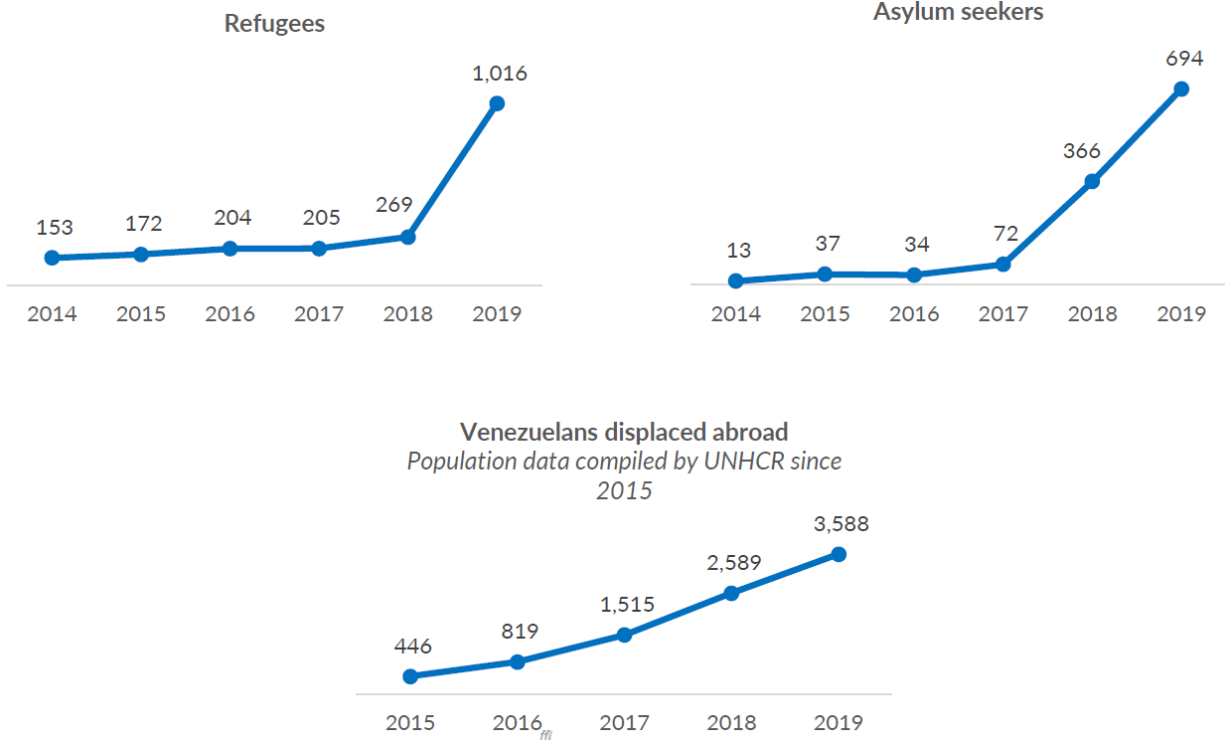 Refugees
1,016
153 172 204 205 269
2014 2015 2016 2017 2018 2019
Asylum seekers
694
366
13 37 34 72
2014 2015 2016 2017 2018 2019
Venezuelans displaced abroad
Population data compiled by UNHCR since
2015
3,588
2,589
1,515
819
446
2015 2016 2017 2018 2019
ffi